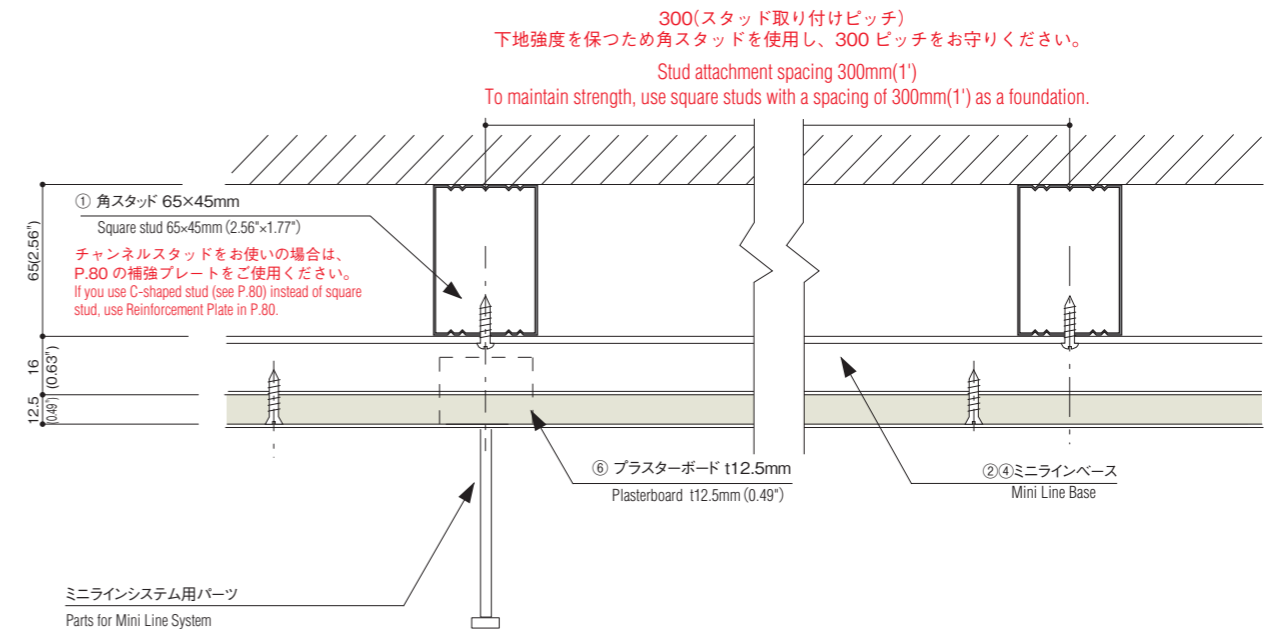 300(スタッド取り付けピッチ)
下地強度を保つため角スタッドを使用し、300 ピッチをお守りください。
Stud attachment spacing 300mm(1')
To maintain strength, use square studs with a spacing of 300mm(1') as a foundation.
① 角スタッド 65×45mm
Square stud 65×45mm (2.56"×1.77")
チャンネルスタッドをお使いの場合は、
P.80 の補強プレートをご使用ください。
If you use C-shaped stud (see P.80) instead of square
stud, use Reinforcement Plate in P.80.
65(2.56")
16
(0.63")
12.5
(0.49")
⑥ プラスターボード t12.5mm
Plasterboard t12.5mm (0.49")
②④ミニラインベース
Mini Line Base
ミニラインシステム用パーツ
Parts for Mini Line System